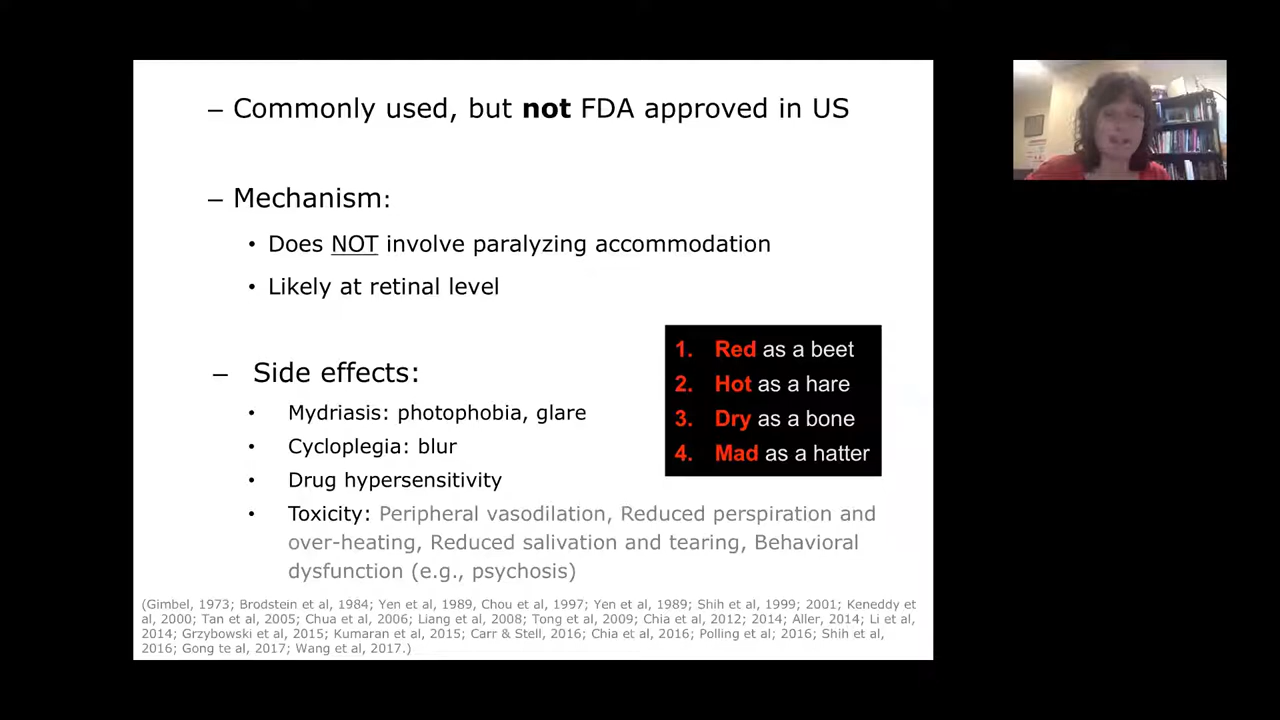 – Commonly used, but not FDA approved in US
– Mechanism:
• Does NOT involve paralyzing accommodation
• Likely at retinal level
– Side effects:
• Mydriasis: photophobia, glare
• Cycloplegia: blur
• Drug hypersensitivity
• Toxicity: Peripheral vasodilation, Reduced perspiration and
over-heating, Reduced salivation and tearing, Behavioral
dysfunction (e.g., psychosis)
1. Red as a beet
2. Hot as a hare
3. Dry as a bone
4. Mad as a hatter
(Gimbel, 1973; Brodstein et al, 1984; Yen et al, 1989, Chou et al, 1997; Yen et al, 1989; Shih et al, 1999; 2001; Keneddy et
al, 2000; Tan et al, 2005; Chua et al, 2006; Liang et al, 2008; Tong et al, 2009; Chia et al, 2012; 2014; Aller, 2014; Li et al,
2014; Grzybowski et al, 2015; Kumaran et al, 2015; Carr & Stell, 2016; Chia et al, 2016; Polling et al; 2016; Shih et al,
2016; Gong te al, 2017; Wang et al, 2017.)